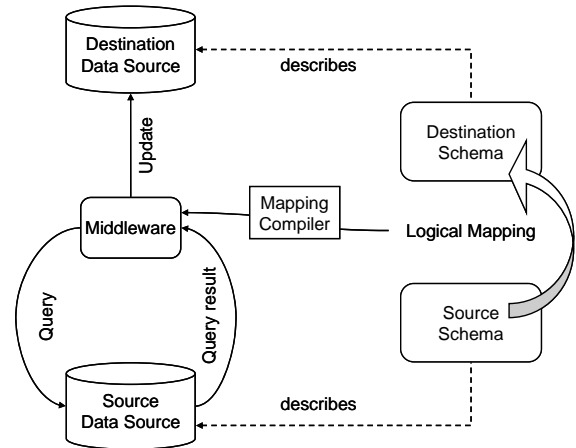 Destination
Data Source
describes
Destination
Schema
Update
Mapping
Compiler
Middleware
Logical Mapping
Query
Query result
Source
Schema
Source
Data Source
describes